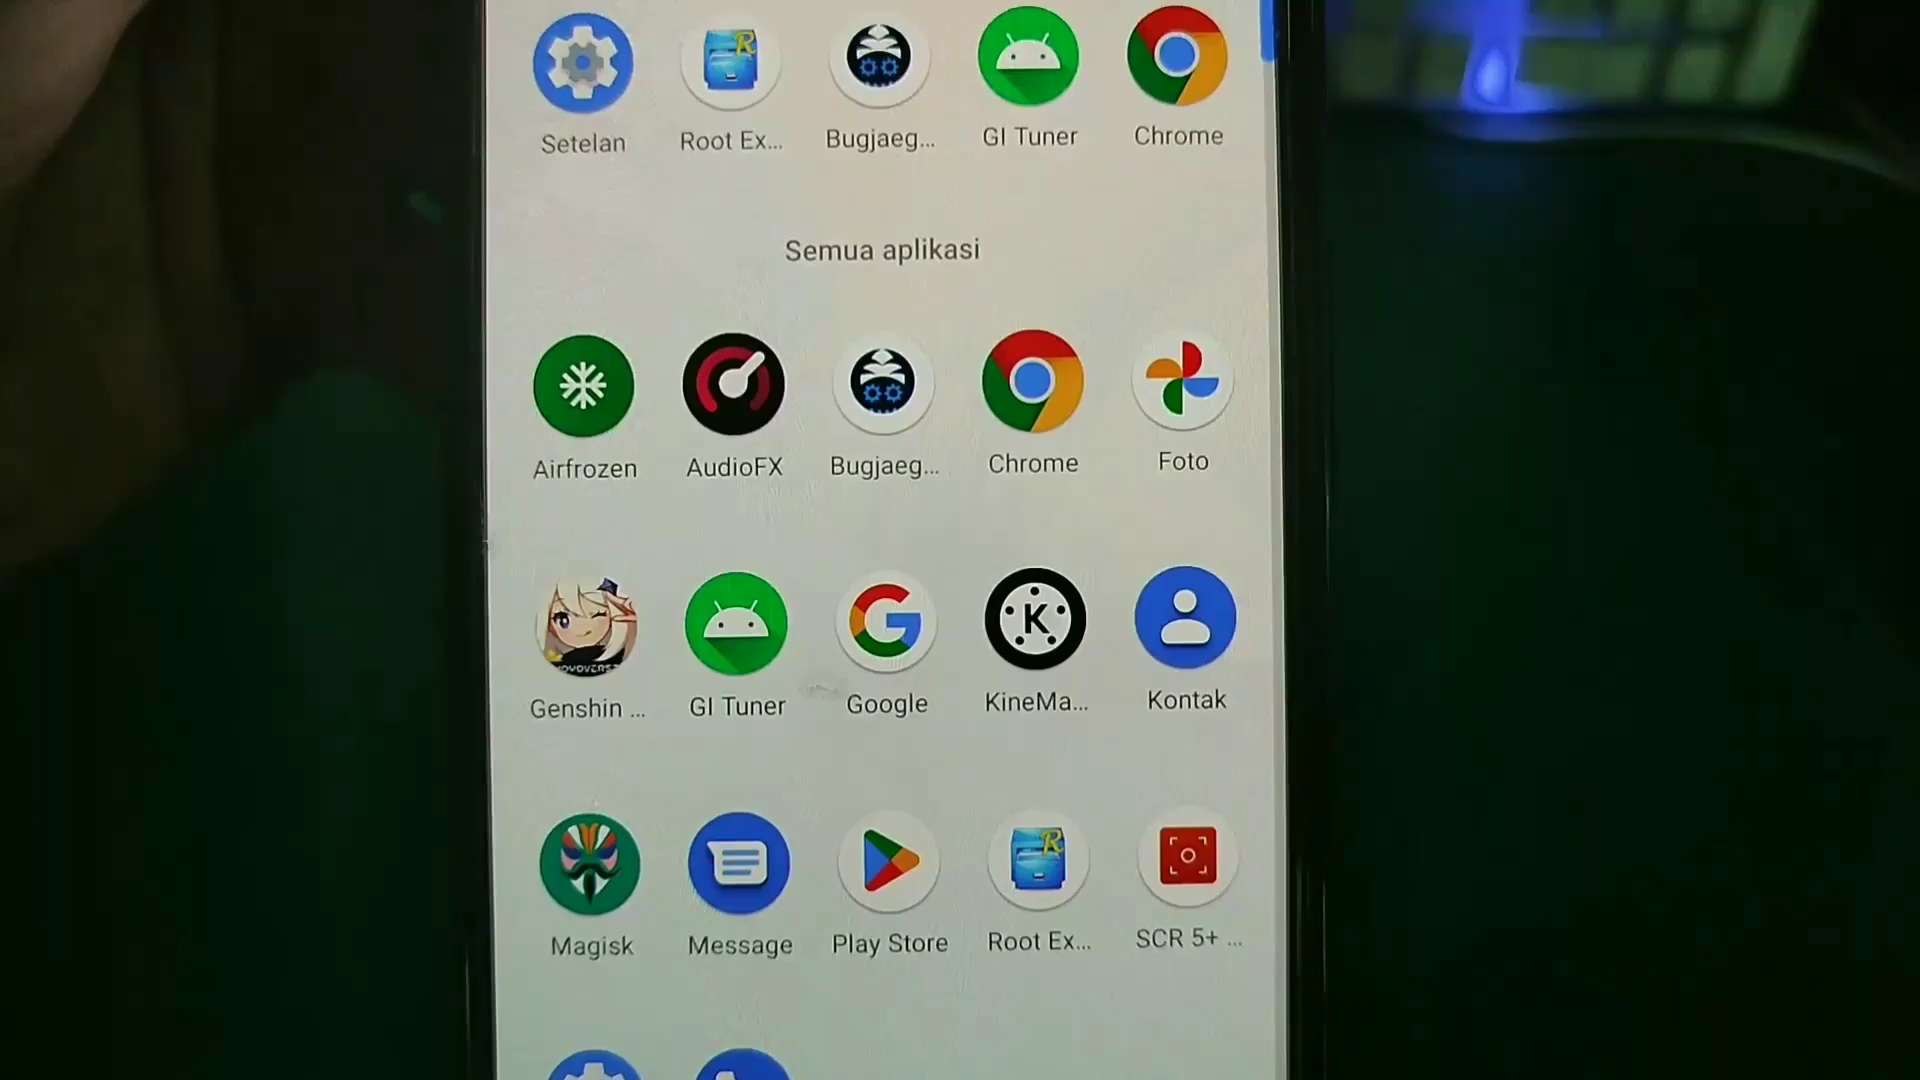 Setelan Root Ex... Bugjaeg... GI Tuner Chrome
Semua aplikasi
Airfrozen AudioFX Bugjaeg... Chrome Foto
Genshin ... GI Tuner Google KineMa... Kontak
Magisk Message Play Store Root Ex... SCR 5+ ...